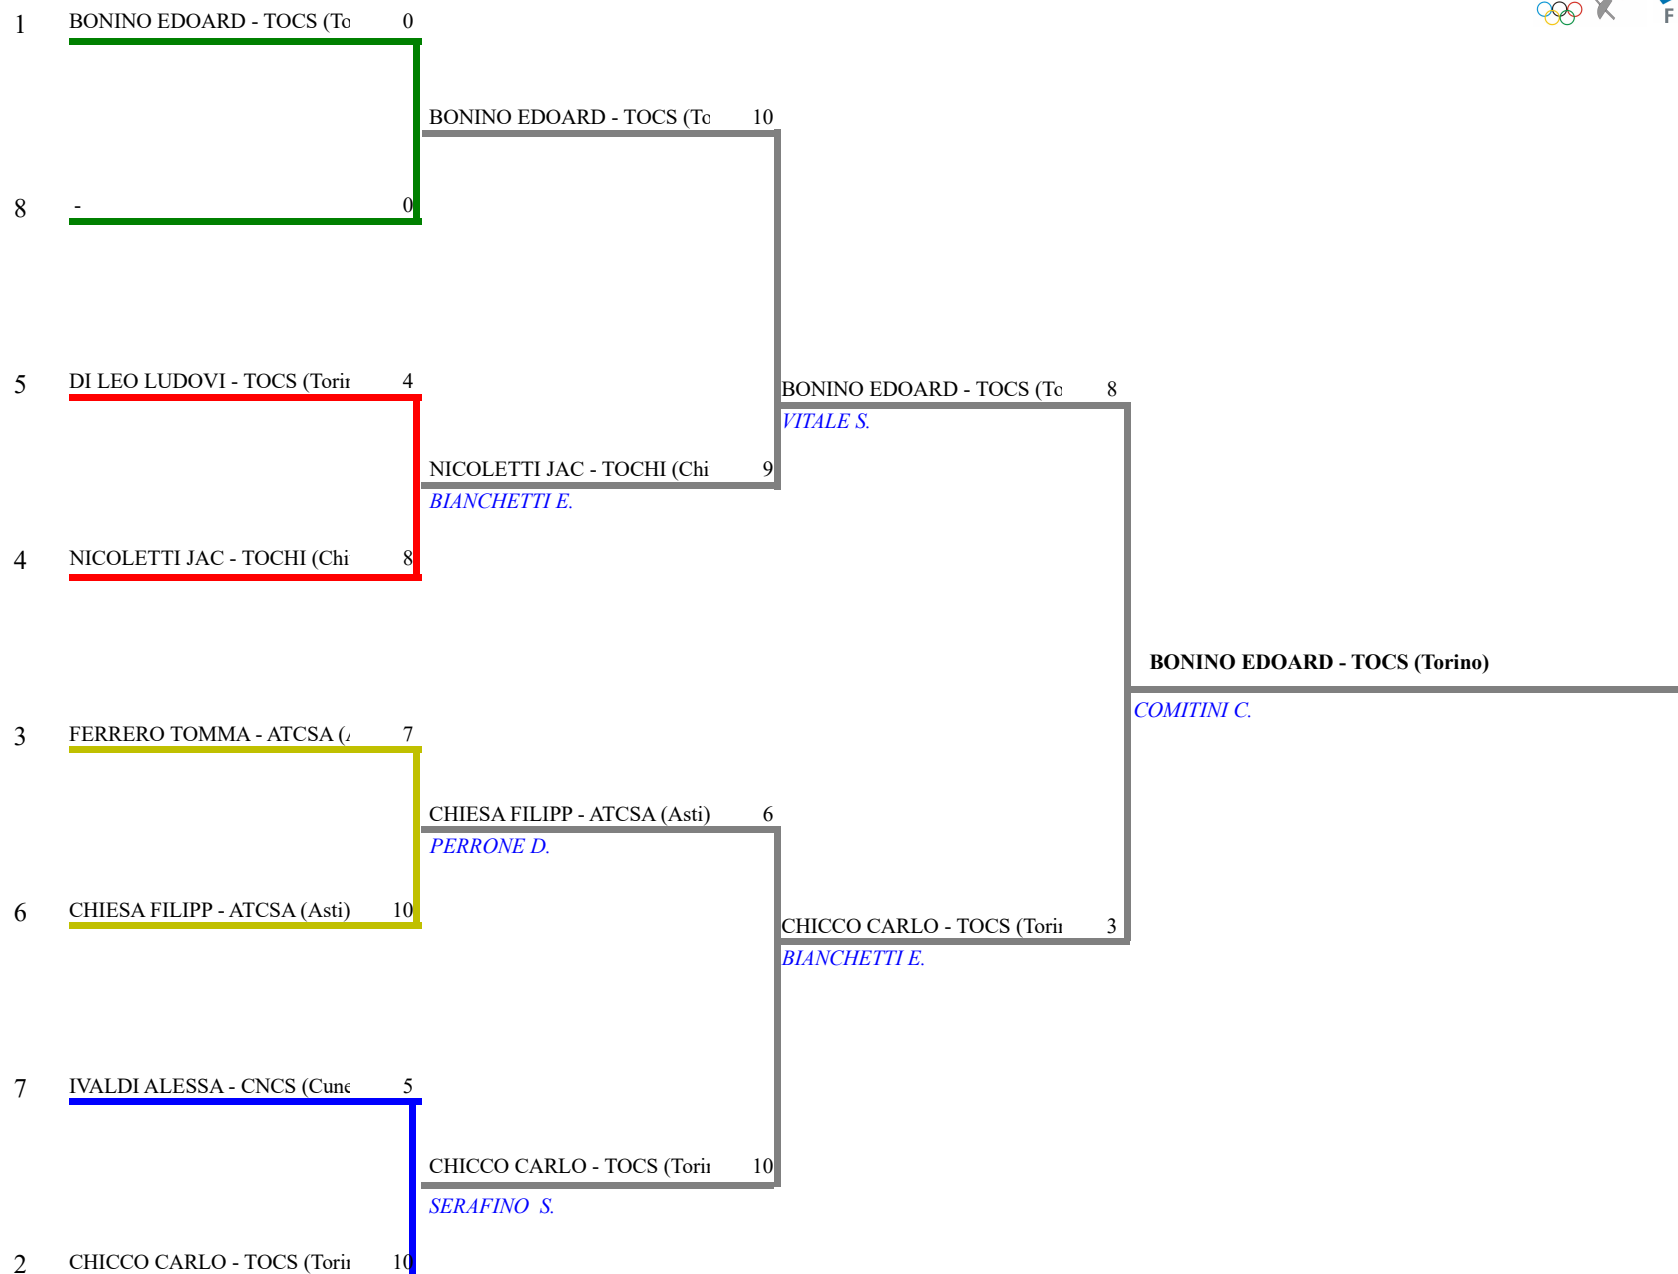 1 BONINO EDOARD - TOCS (To 0
F
BONINO EDOARD - TOCS (To 10
8 - 0
5 DI LEO LUDOVI - TOCS (Torin 4
BONINO EDOARD - TOCS (To 8
VITALE S.
NICOLETTI JAC - TOCHI (Chi 9
BIANCHETTI E.
4 NICOLETTI JAC - TOCHI (Chi 8
BONINO EDOARD - TOCS (Torino)
COMITINI C.
3 FERRERO TOMMA - ATCSA (A 7
CHIESA FILIPP - ATCSA (Asti) 6
PERRONE D.
6 CHIESA FILIPP - ATCSA (Asti) 10
CHICCO CARLO - TOCS (Torin 3
BIANCHETTI E.
7 IVALDI ALESSA - CNCS (Cune 5
CHICCO CARLO - TOCS (Torin 10
SERAFINO S.
2 CHICCO CARLO - TOCS (Torin 10